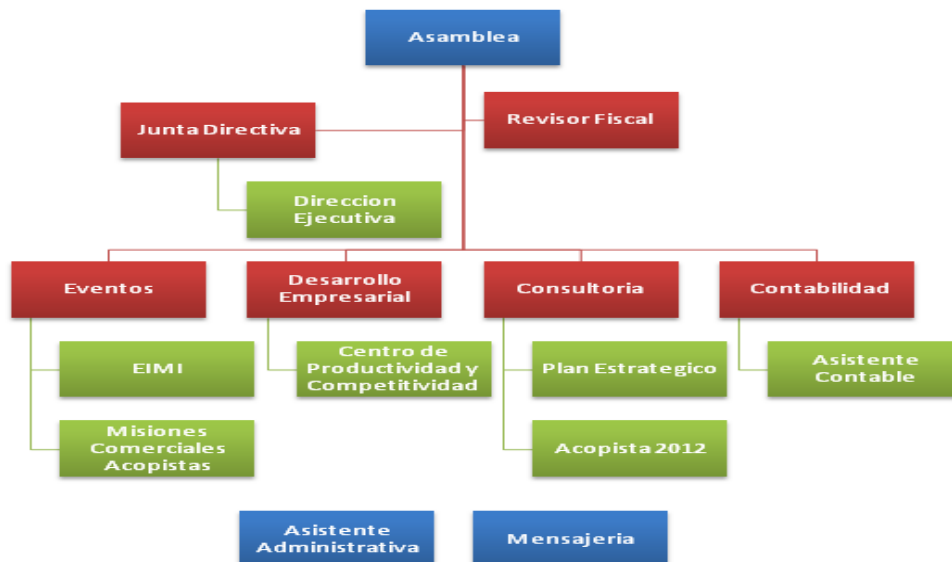 Asamblea
Revisor Fiscal
Junta Directiva
Direccion
Ejecutiva
Eventos
Desarrollo
Empresarial
Consultoria
Contabilidad
EIMI
Centro de
Productividad y
Competitividad
Plan Estrategico
Asistente
Contable
Misiones
Comerciales
Acopistas
Acopista 2012
Asistente
Administrativa
Mensajeria